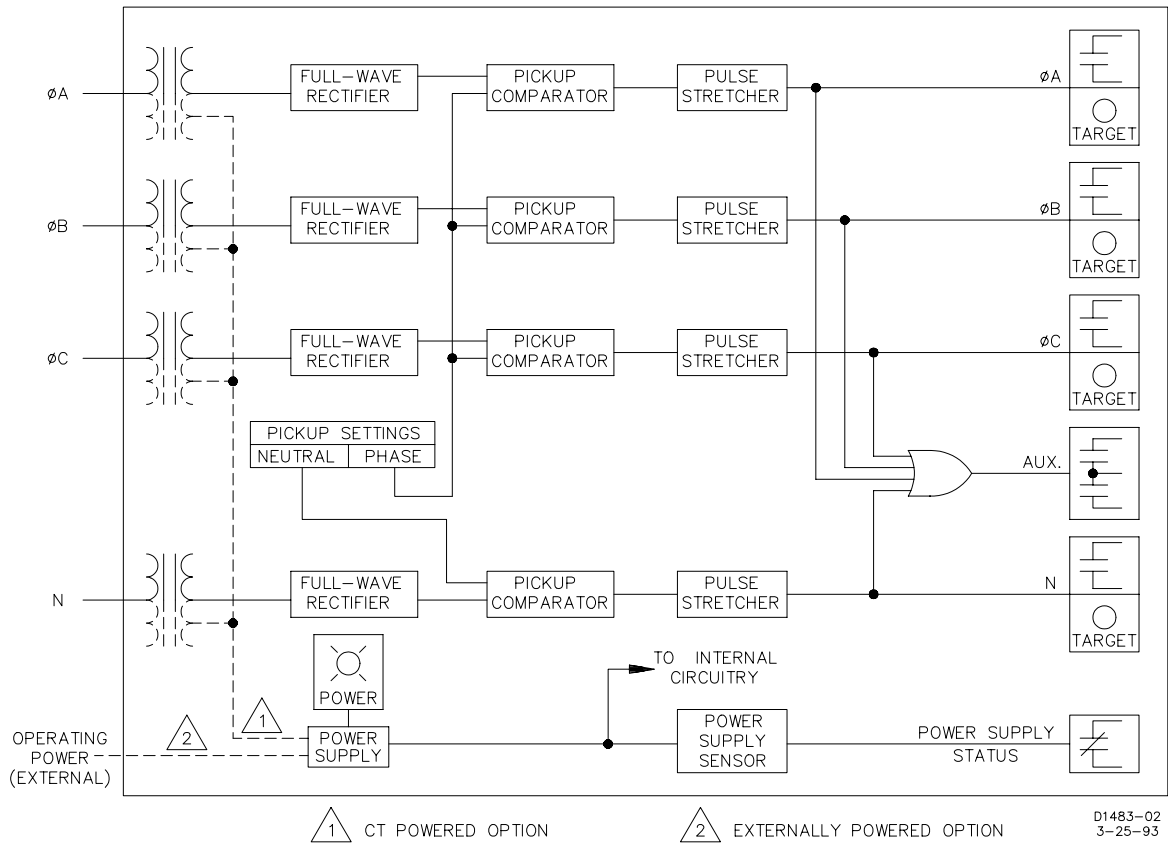 øA
FULL-WAVE
RECTIFIER
PICKUP
COMPARATOR
PULSE
STRETCHER
øA
TARGET
øB
FULL-WAVE
RECTIFIER
PICKUP
COMPARATOR
PULSE
STRETCHER
øB
TARGET
øC
FULL-WAVE
RECTIFIER
PICKUP
COMPARATOR
PULSE
STRETCHER
øC
TARGET
PICKUP SETTINGS
NEUTRAL
PHASE
AUX.
N
FULL-WAVE
RECTIFIER
PICKUP
COMPARATOR
PULSE
STRETCHER
N
TARGET
POWER
TO INTERNAL
CIRCUITRY
1
2
OPERATING
POWER
(EXTERNAL)
POWER
SUPPLY
POWER
SUPPLY
SENSOR
POWER SUPPLY
STATUS
1 CT POWERED OPTION
2 EXTERNALLY POWERED OPTION
D1483-02
3-25-93